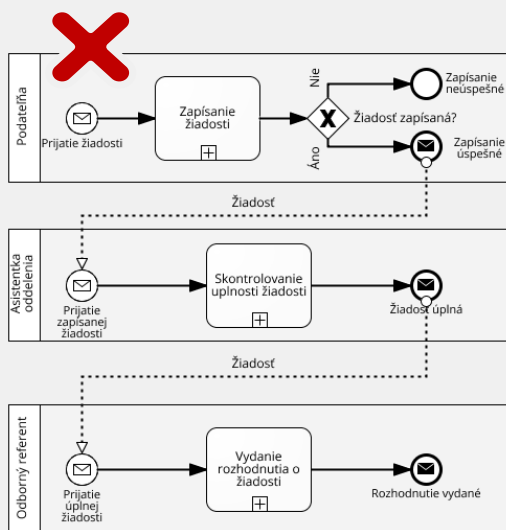 Podateľňa
Prijatie žiadosti
Zapísanie
žiadosti
Nie
Áno
Žiadosť zapísaná?
Zapísanie
neúspešné
Zapísanie
úspešné
Žiadosť
Asistentka
oddelenia
Prijatie
zapísanej
žiadosti
Skontrolovanie
uplnosti žiadosti
Žiadosť úplná
Žiadosť
Odborný referent
Prijatie
úplnej
žiadosti
Vydanie
rozhodnutia o
žiadosti
Rozhodnutie vydané